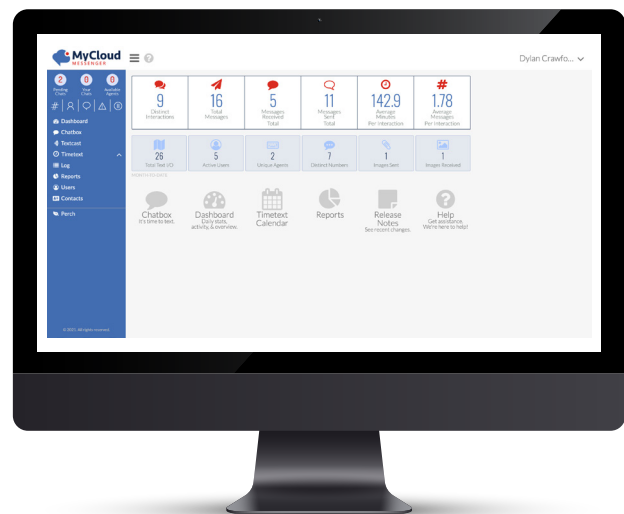 MyCloud
MESSENGER
Dylan Crawfo...
2 0 0
Pending Chats
Your Chats
Available Agents
Dashboard
Chatbox
Textcast
Timetext
Log
Reports
Users
Contacts
Perch
9
Distinct
Interactions
16
Total
Messages
5
Messages
Received
Total
11
Messages
Sent
Total
142.9
Average
Minutes
Per Interaction
1.78
Average
Messages
Per Interaction
26
Total Text I/O
5
Active Users
2
Unique Agents
7
Distinct Numbers
1
Images Sent
1
Images Received
MONTH TO DATE
Chatbox
It's time to text.
Dashboard
Daily stats,
activity, & overview.
Timetext
Calendar
Reports
Release
Notes
See recent changes.
Help
Get assistance.
We're here to help!
All rights reserved.